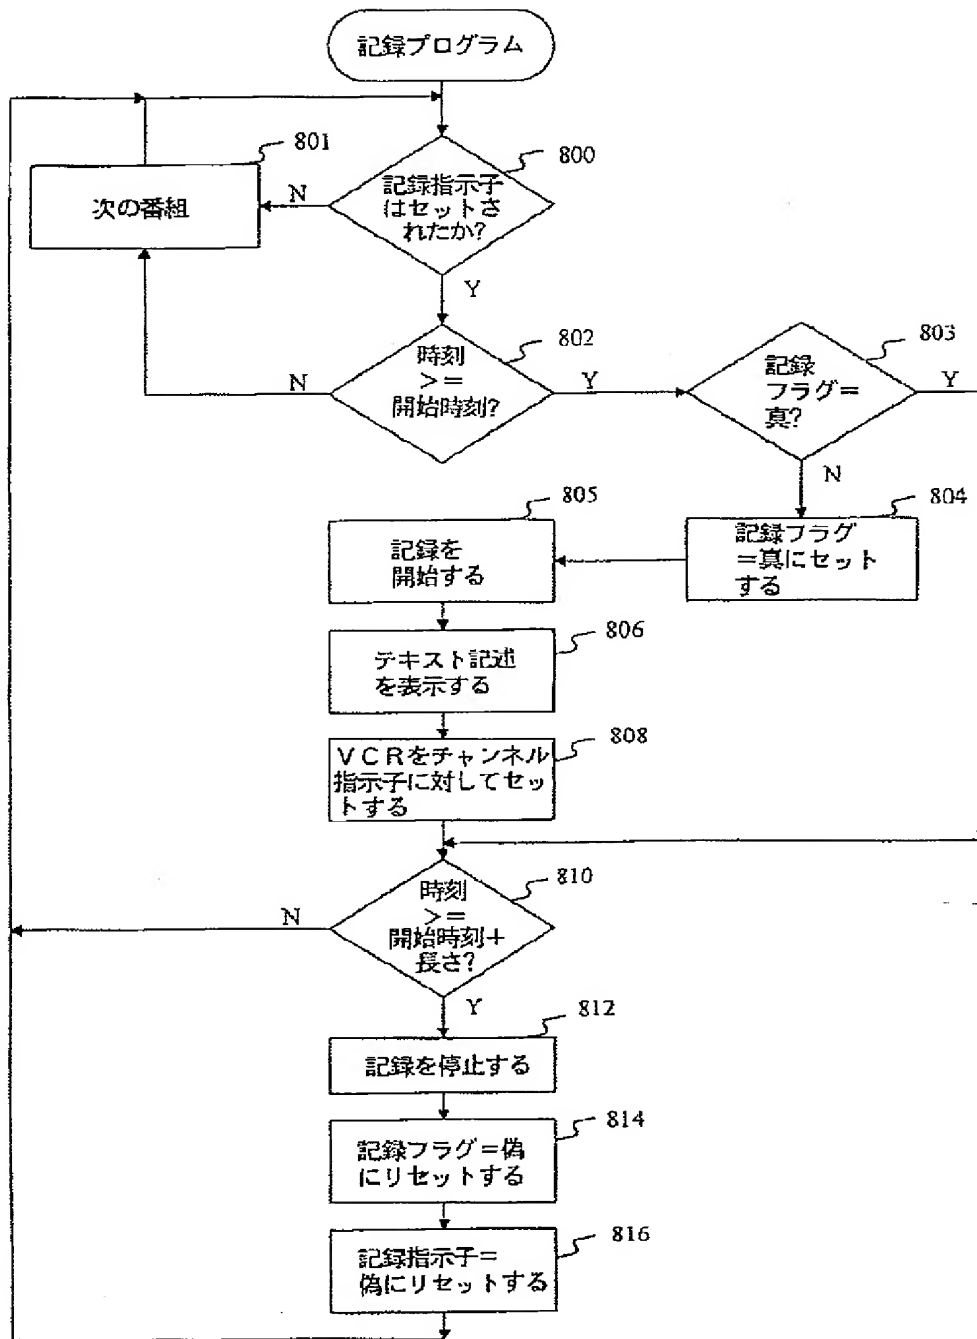 記録プログラム
801
次の番組
N
800
記録指示子
はセットさ
れたか?
Y
802
時刻
>=
開始時刻?
N
Y
803
記録
フラグ=
真?
Y
N
804
記録フラグ
=真にセット
する
805
記録を
開始する
806
テキスト記述
を表示する
808
VCRをチャンネル
指示子に対してセッ
トする
810
時刻
>=
開始時刻+
長さ?
N
Y
812
記録を停止する
814
記録フラグ=偽
にリセットする
816
記録指示子=
偽にリセットする